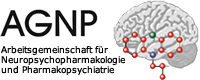 AGNP
Arbeitsgemeinschaft für
Neuropsychopharmakologie
und Pharmakopsychiatrie